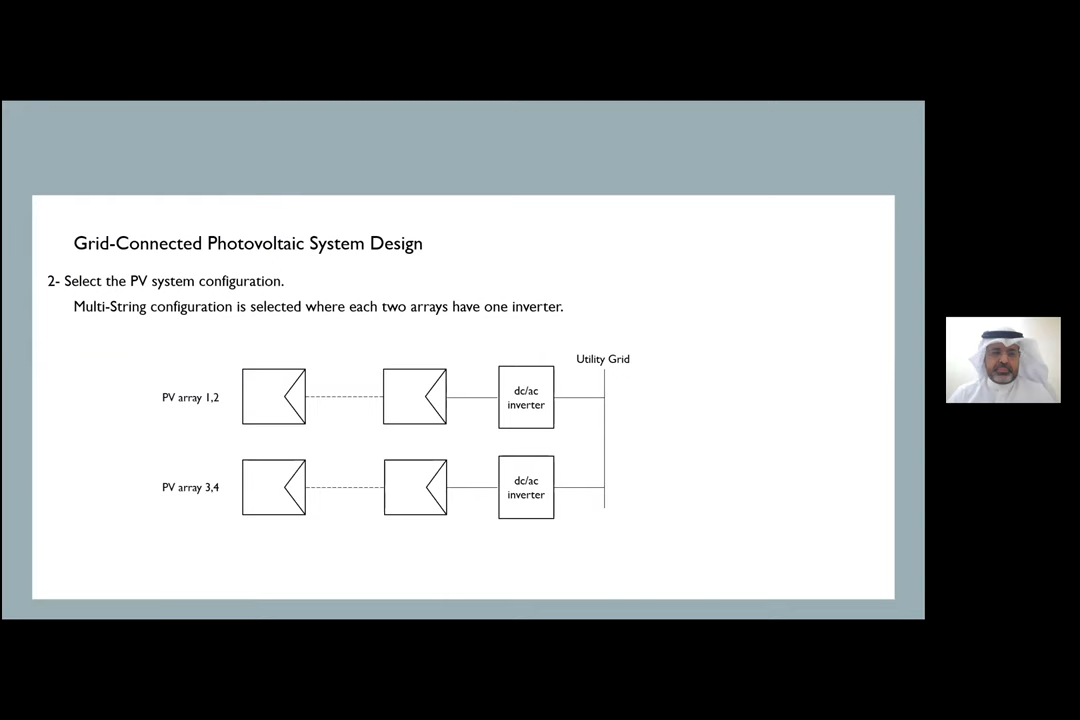 Grid-Connected Photovoltaic System Design
2- Select the PV system configuration.
Multi-String configuration is selected where each two arrays have one inverter.
Utility Grid
PV array 1,2
dc/ac
inverter
PV array 3,4
dc/ac
inverter